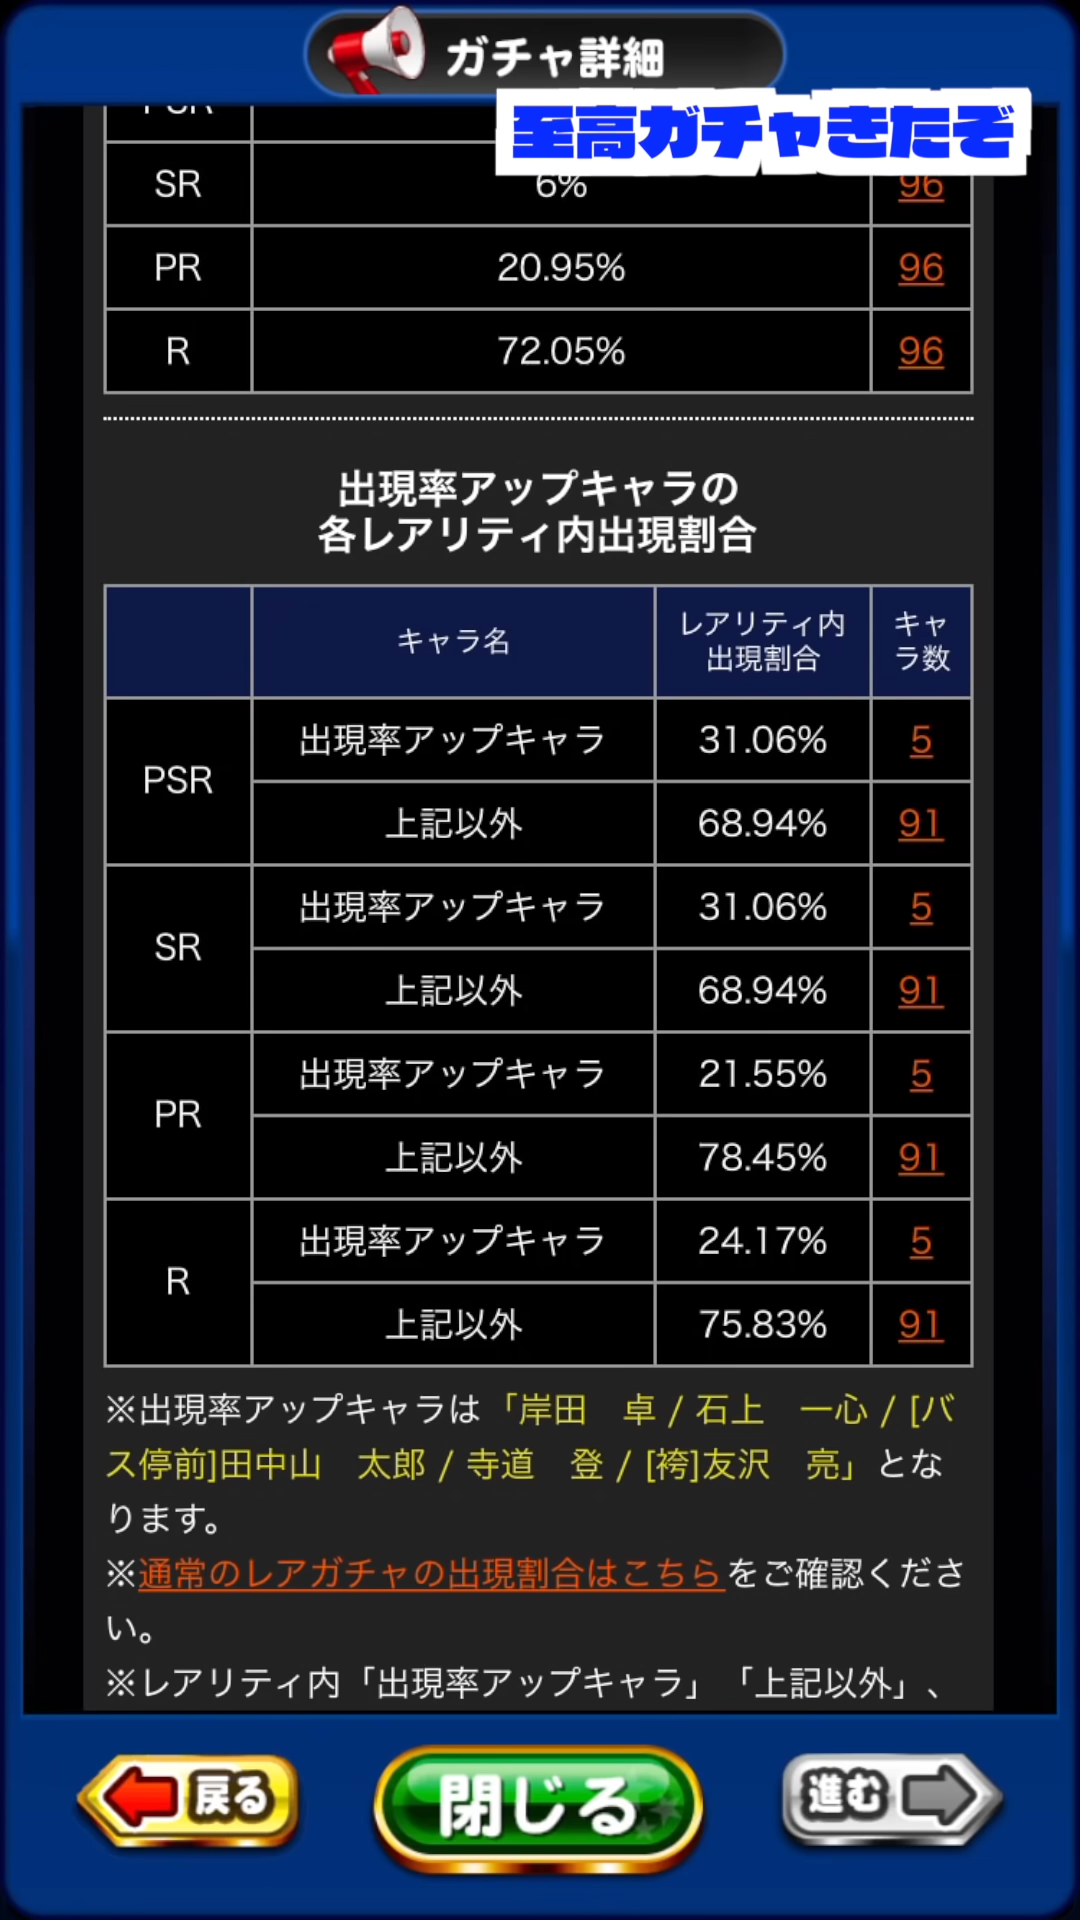 ガチャ詳細
至高ガチャきたぞ
PSR
SR 6% 96
PR 20.95% 96
R 72.05% 96
出現率アップキャラの
各レアリティ内出現割合
キャラ名 レアリティ内出現割合 キャラ数
PSR 出現率アップキャラ 31.06% 5
上記以外 68.94% 91
SR 出現率アップキャラ 31.06% 5
上記以外 68.94% 91
PR 出現率アップキャラ 21.55% 5
上記以外 78.45% 91
R 出現率アップキャラ 24.17% 5
上記以外 75.83% 91
※出現率アップキャラは「岸田　卓 / 石上　一心 / [バ
ス停前]田中山　太郎 / 寺道　登 / [袴]友沢　亮」とな
ります。
※通常のレアガチャの出現割合はこちらをご確認くださ
い。
※レアリティ内「出現率アップキャラ」「上記以外」、
戻る 閉じる 進む